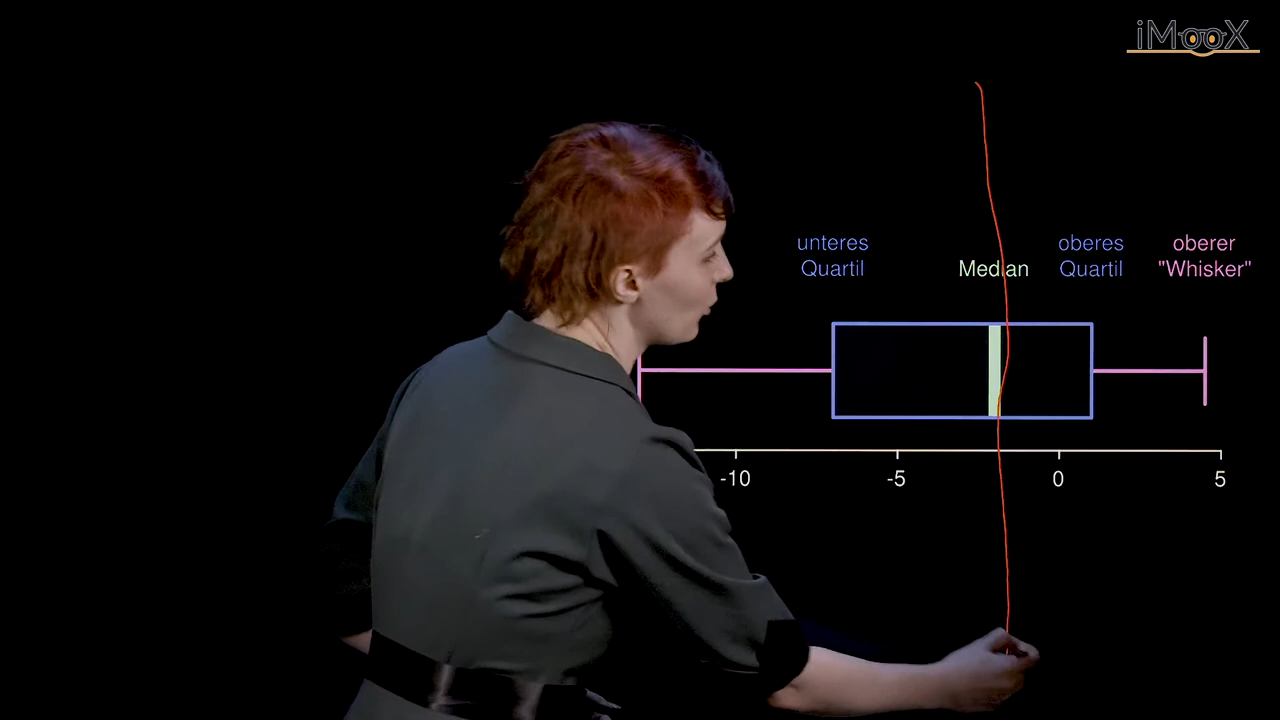 iMooX
unteres
Quartil
Median
oberes
Quartil
oberer
"Whisker"
-10
-5
0
5